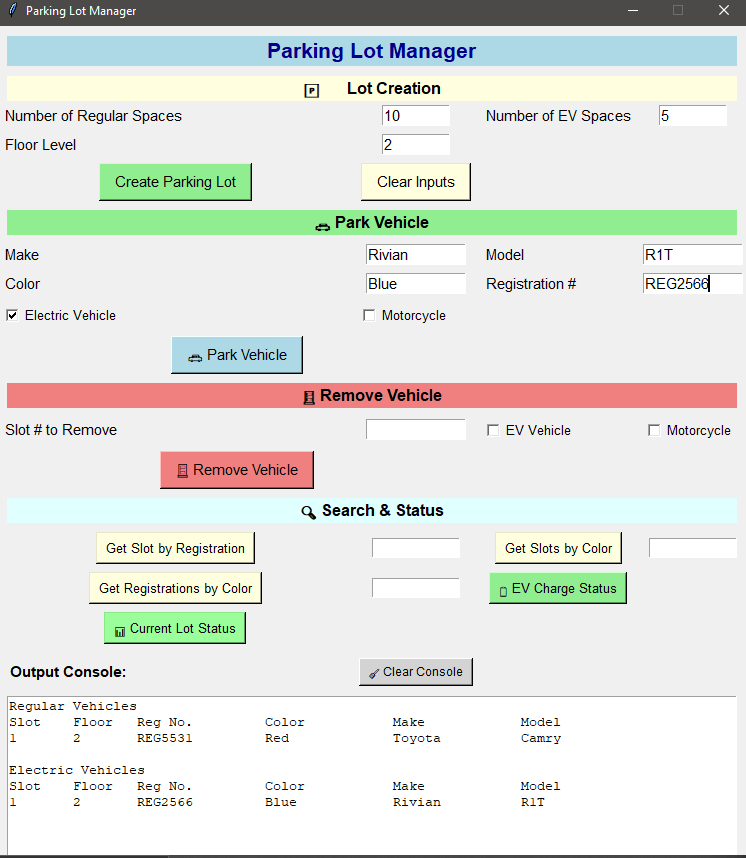 Parking Lot Manager
Parking Lot Manager
P Lot Creation
Number of Regular Spaces 10 Number of EV Spaces 5
Floor Level 2
Create Parking Lot Clear Inputs
Park Vehicle
Make Rivian Model R1T
Color Blue Registration # REG2566
Electric Vehicle Motorcycle
Park Vehicle
Remove Vehicle
Slot # to Remove EV Vehicle Motorcycle
Remove Vehicle
Search & Status
Get Slot by Registration Get Slots by Color
Get Registrations by Color EV Charge Status
Current Lot Status
Output Console: Clear Console
Regular Vehicles
Slot Floor Reg No. Color Make Model
1 2 REG5531 Red Toyota Camry
Electric Vehicles
Slot Floor Reg No. Color Make Model
1 2 REG2566 Blue Rivian R1T